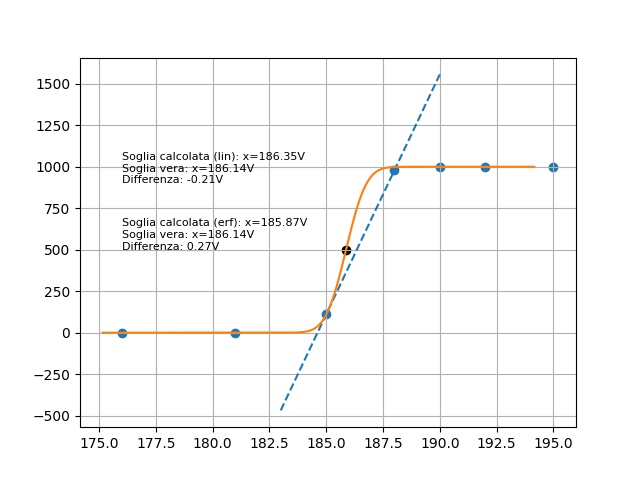 1500
1250
1000
750
500
250
0
−250
−500
Soglia calcolata (lin): x=186.35V
Soglia vera: x=186.14V
Differenza: -0.21V
Soglia calcolata (erf): x=185.87V
Soglia vera: x=186.14V
Differenza: 0.27V
175.0 177.5 180.0 182.5 185.0 187.5 190.0 192.5 195.0